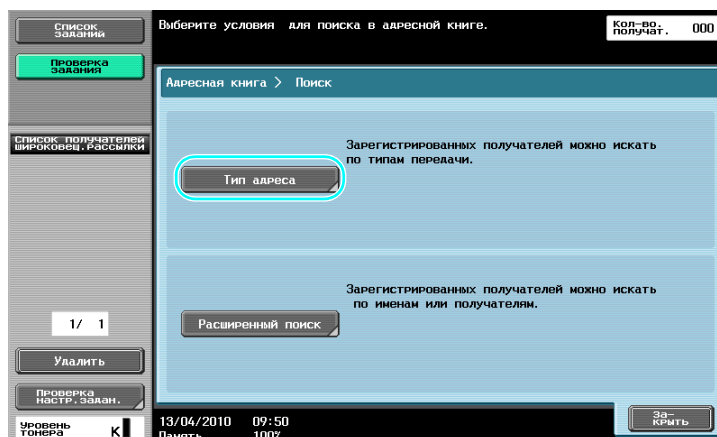 Список
заданий
Выберите условия для поиска в адресной книге.
Кол-во.
получат.
000
Проверка
задания
Адресная книга > Поиск
Список получателей
широковец.рассылки
Зарегистрированных получателей можно искать
по типам передачи.
Тип адреса
Зарегистрированных получателей можно искать
по именам или получателям.
Расширенный поиск
1/ 1
Удалить
Проверка
настр.задан.
Уровень
тонера
K
13/04/2010 09:50
Память 100%
За-
крыть